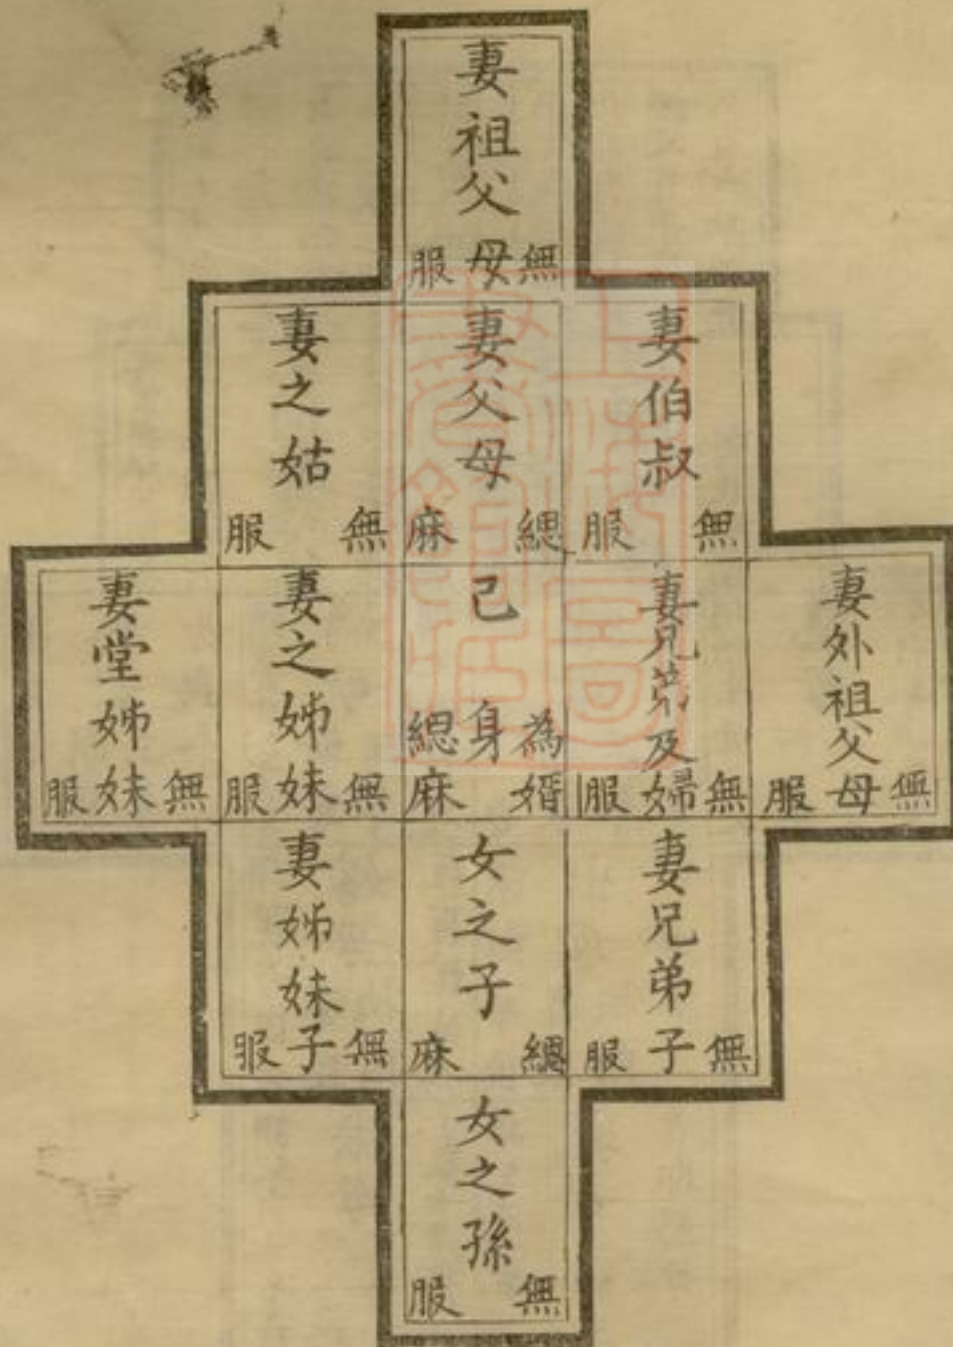 妻祖父母
無服
妻伯叔
無服
妻父母
緦麻
妻之姑
無服
妻外祖父母
無服
妻兄弟及婦
無服
己身
為婿緦麻
妻之姊妹
無服
妻堂姊妹
無服
妻兄弟子
無服
女之子
緦麻
妻姊妹子
無服
女之孫
無服